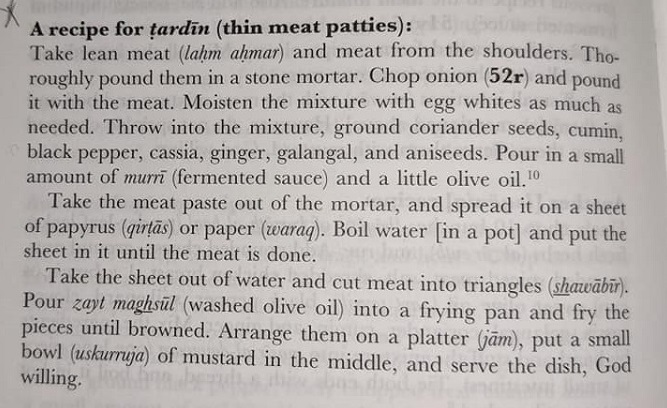 A recipe for ṭardīn (thin meat patties):
Take lean meat (laḥm aḥmar) and meat from the shoulders. Tho-
roughly pound them in a stone mortar. Chop onion (52r) and pound
it with the meat. Moisten the mixture with egg whites as much as
needed. Throw into the mixture, ground coriander seeds, cumin,
black pepper, cassia, ginger, galangal, and aniseeds. Pour in a small
amount of murrī (fermented sauce) and a little olive oil.10
Take the meat paste out of the mortar, and spread it on a sheet
of papyrus (qirṭās) or paper (waraq). Boil water [in a pot] and put the
sheet in it until the meat is done.
Take the sheet out of water and cut meat into triangles (shawābīr).
Pour zayt maghsūl (washed olive oil) into a frying pan and fry the
pieces until browned. Arrange them on a platter (jām), put a small
bowl (uskurruja) of mustard in the middle, and serve the dish, God
willing.